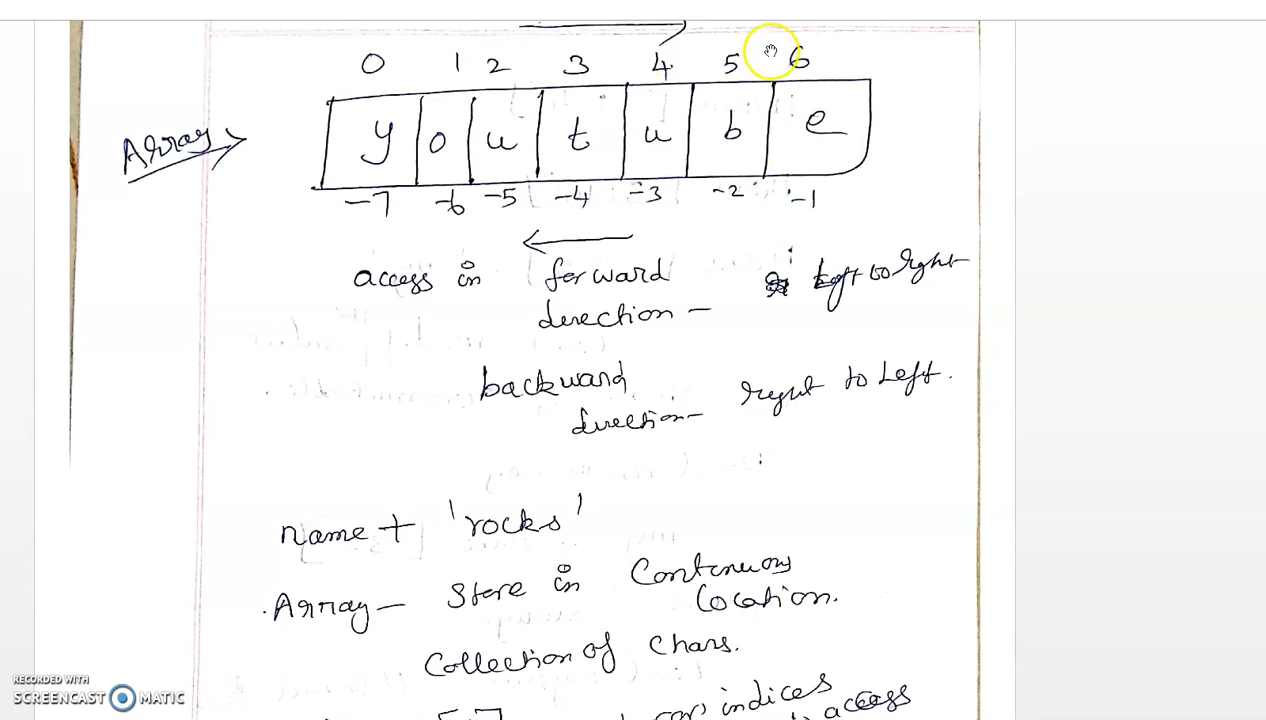 0 1 2 3 4 5 6
Array →
y o u t u b e
-7 -6 -5 -4 -3 -2 -1
access in forward direction - Left to right
backward direction - right to left.
name + 'rocks'
Array - Store in Continuous
Location.
Collection of chars.
indices
access
RECORDED WITH
SCREENCAST MATIC